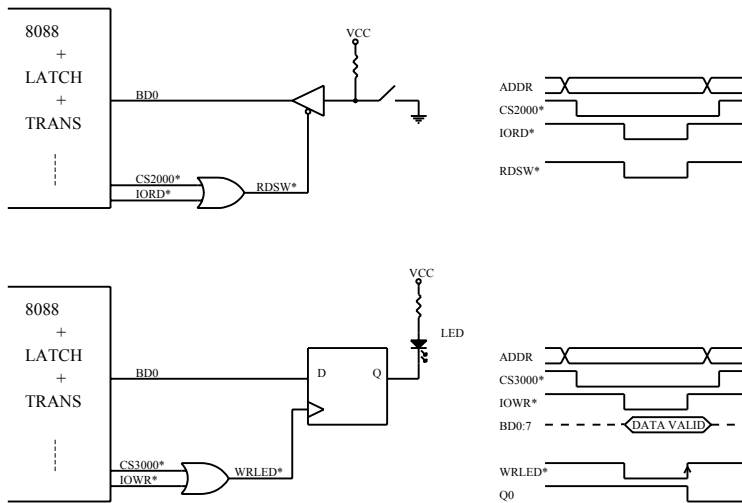 8088
+
LATCH
+
TRANS
BD0
VCC
CS2000*
IORD*
RDSW*
ADDR
CS2000*
IORD*
RDSW*
8088
+
LATCH
+
TRANS
BD0
D
Q
VCC
LED
CS3000*
IOWR*
WRLED*
ADDR
CS3000*
IOWR*
BD0:7
DATA VALID
WRLED*
Q0